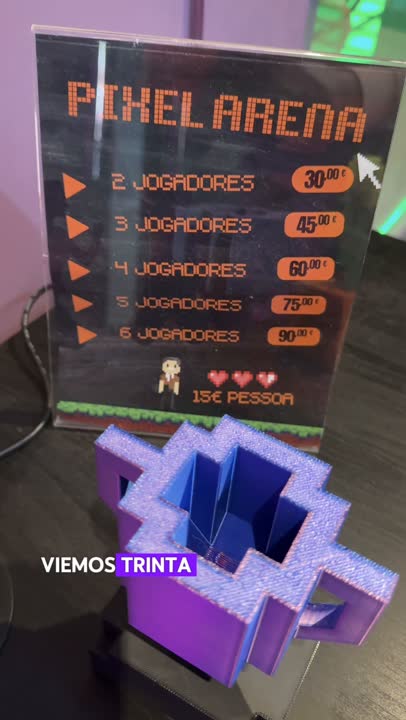 PIXEL ARENA
2 JOGADORES 30,00 €
3 JOGADORES 45,00 €
4 JOGADORES 60,00 €
5 JOGADORES 75,00 €
6 JOGADORES 90,00 €
15€ PESSOA
VIEMOS TRINTA